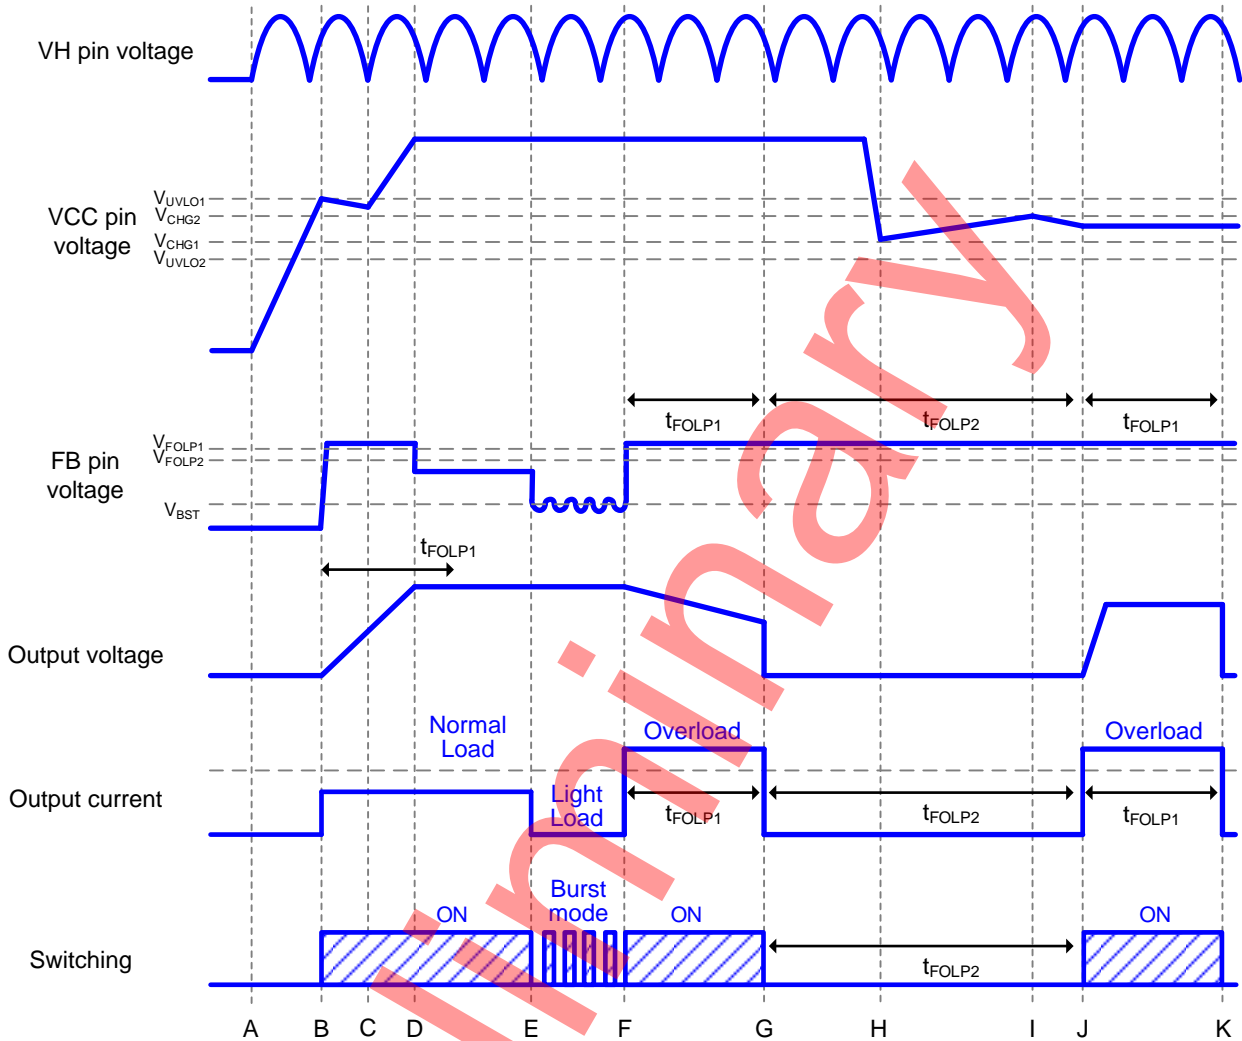 VH pin voltage
VCC pin
voltage
VUVLO1
VCHG2
VCHG1
VUVLO2
tFOLP1
tFOLP2
tFOLP1
FB pin
voltage
VFOLP1
VFOLP2
VBST
tFOLP1
Output voltage
Normal
Load
Overload
Overload
Output current
Light
Load
tFOLP1
tFOLP2
tFOLP1
Burst
mode
ON
ON
ON
Switching
tFOLP2
A B C D E F G H I J K
liminary